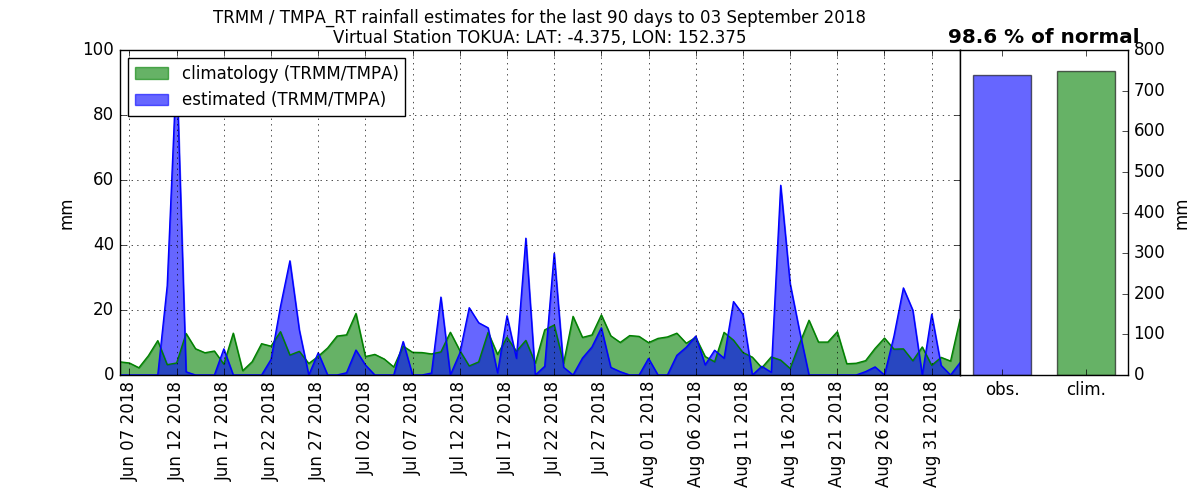 TRMM / TMPA_RT rainfall estimates for the last 90 days to 03 September 2018
Virtual Station TOKUA: LAT: -4.375, LON: 152.375
98.6 % of normal
climatology (TRMM/TMPA)
estimated (TRMM/TMPA)
mm
100
80
60
40
20
0
Jun 07 2018
Jun 12 2018
Jun 17 2018
Jun 22 2018
Jun 27 2018
Jul 02 2018
Jul 07 2018
Jul 12 2018
Jul 17 2018
Jul 22 2018
Jul 27 2018
Aug 01 2018
Aug 06 2018
Aug 11 2018
Aug 16 2018
Aug 21 2018
Aug 26 2018
Aug 31 2018
obs.
clim.
800
700
600
500
400
300
200
100
0
mm